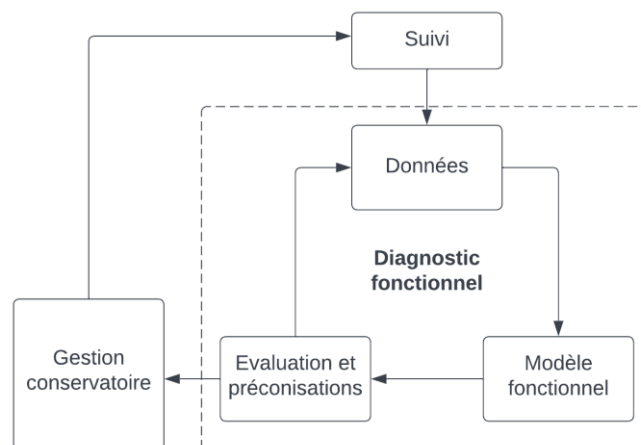 Suivi
Données
Diagnostic
fonctionnel
Gestion
conservatoire
Evaluation et
préconisations
Modèle
fonctionnel